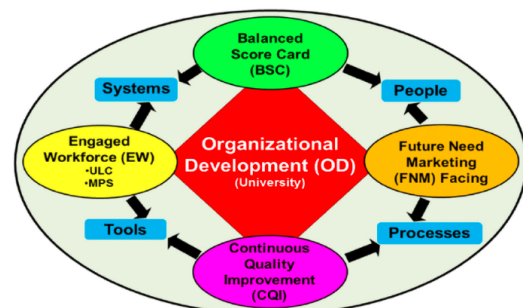 Balanced
Score Card
(BSC)
Systems
People
Engaged
Workforce (EW)
•ULC
•MPS
Organizational
Development (OD)
(University)
Future Need
Marketing
(FNM) Facing
Tools
Processes
Continuous
Quality
Improvement
(CQI)